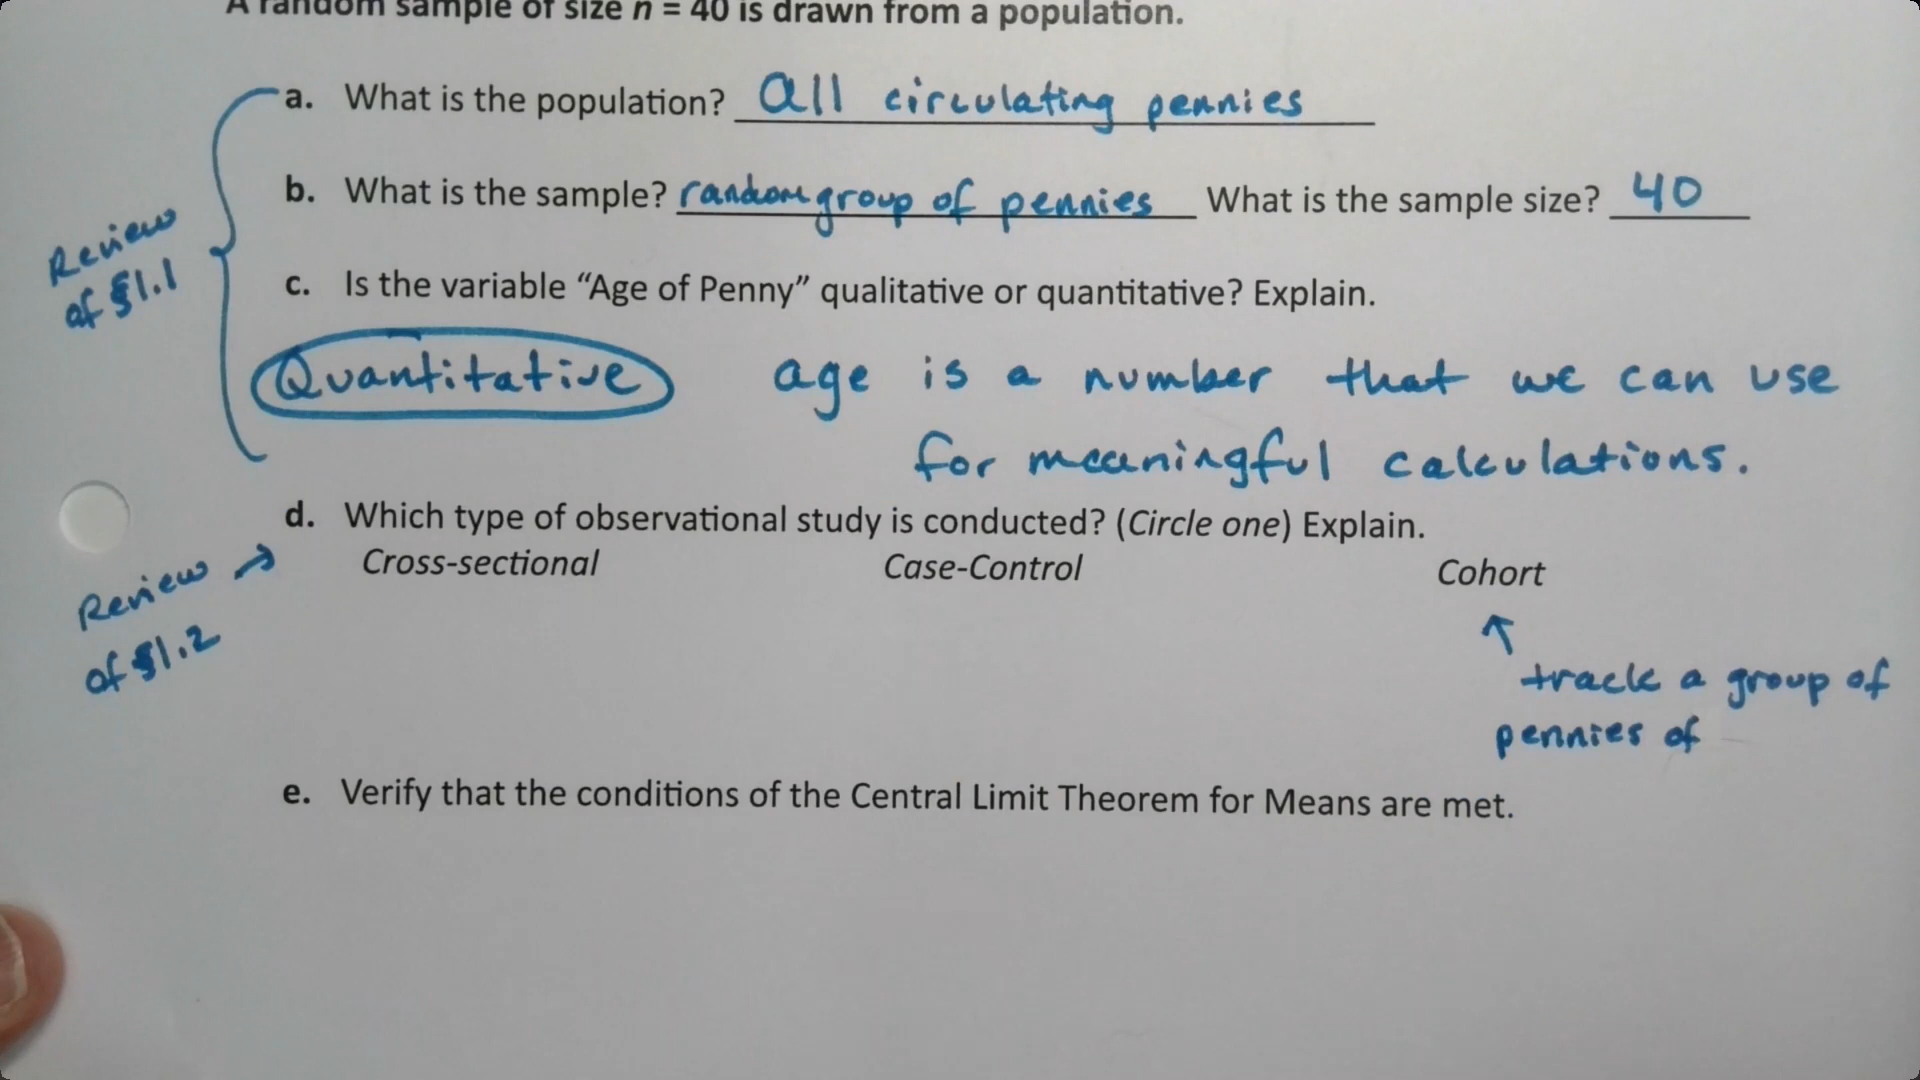 A random sample of size n = 40 is drawn from a population.
a. What is the population? all circulating pennies
b. What is the sample? random group of pennies What is the sample size? 40
Review
of §1.1
c. Is the variable “Age of Penny” qualitative or quantitative? Explain.
Quantitative age is a number that we can use
for meaningful calculations.
d. Which type of observational study is conducted? (Circle one) Explain.
Cross-sectional Case-Control Cohort
Review →
of §1.2
↑
track a group of
pennies of
e. Verify that the conditions of the Central Limit Theorem for Means are met.